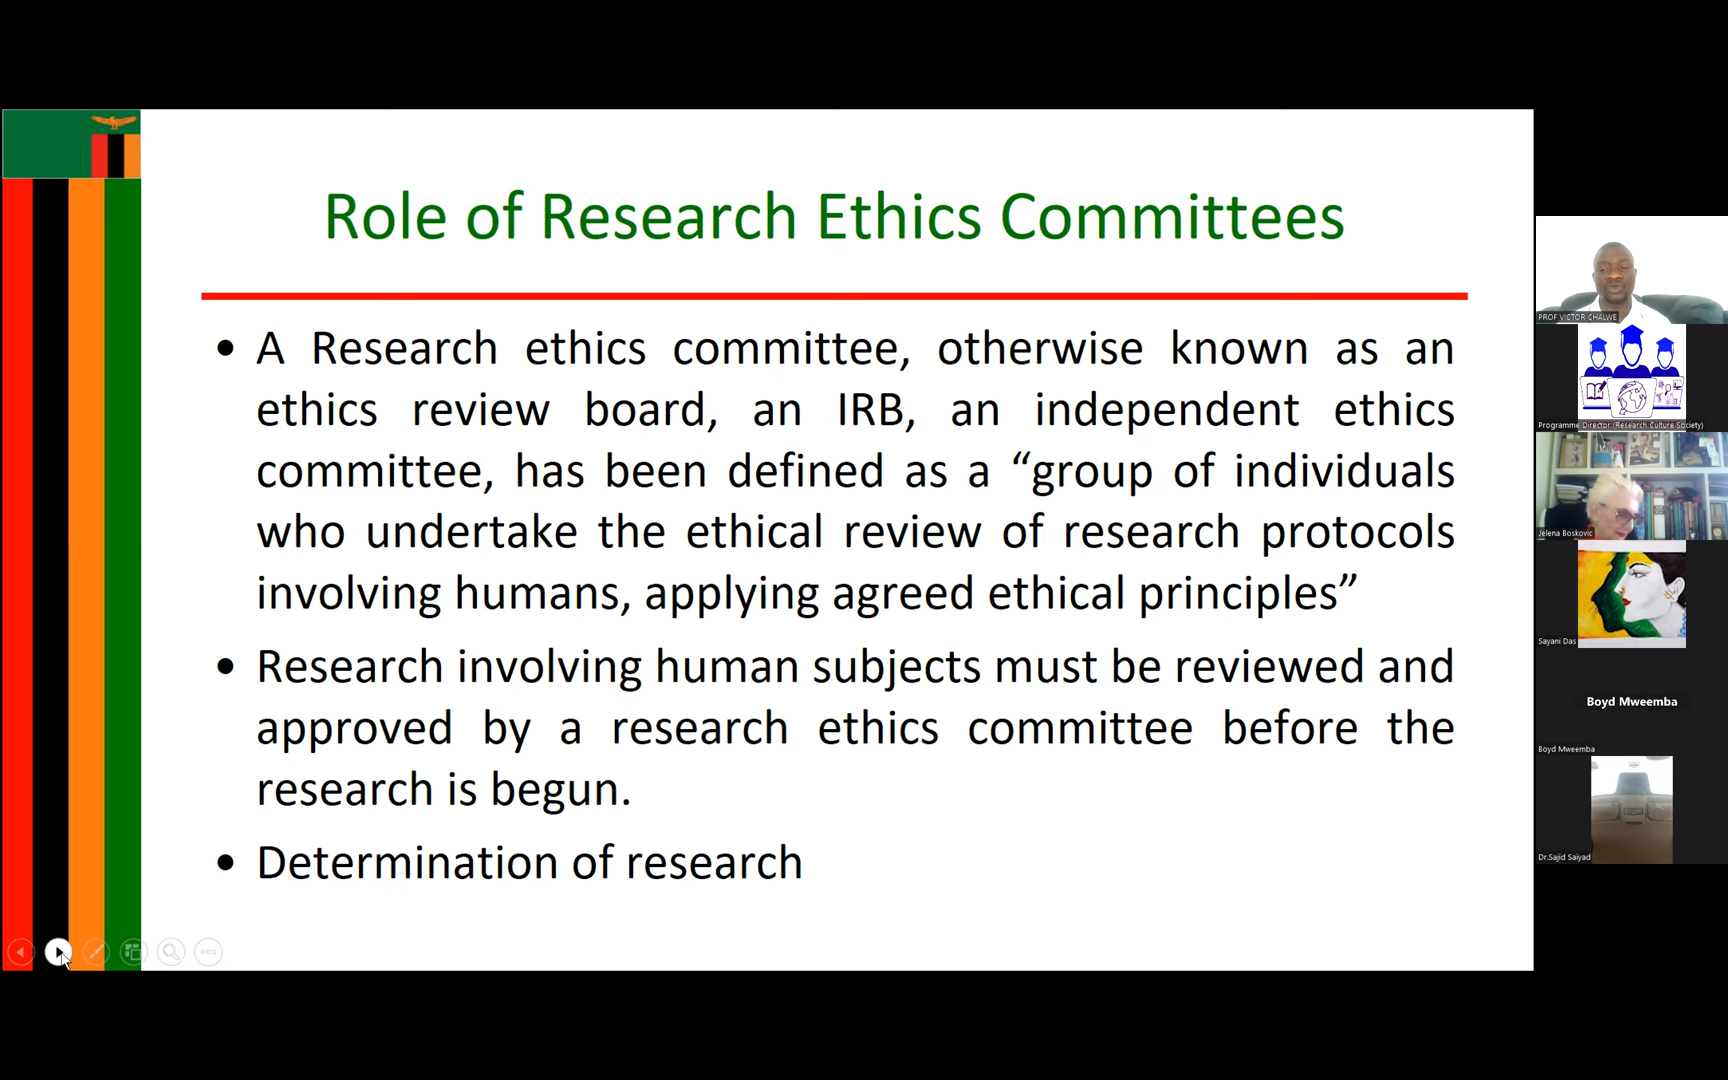 Role of Research Ethics Committees
• A Research ethics committee, otherwise known as an
ethics review board, an IRB, an independent ethics
committee, has been defined as a “group of individuals
who undertake the ethical review of research protocols
involving humans, applying agreed ethical principles”
• Research involving human subjects must be reviewed and
approved by a research ethics committee before the
research is begun.
• Determination of research
PROF VICTOR CHALWE
Programme Director (Research Culture Society)
Jelena Boskovic
Sayani Das
Boyd Mweemba
Boyd Mweemba
Dr.Sajid Saiyad